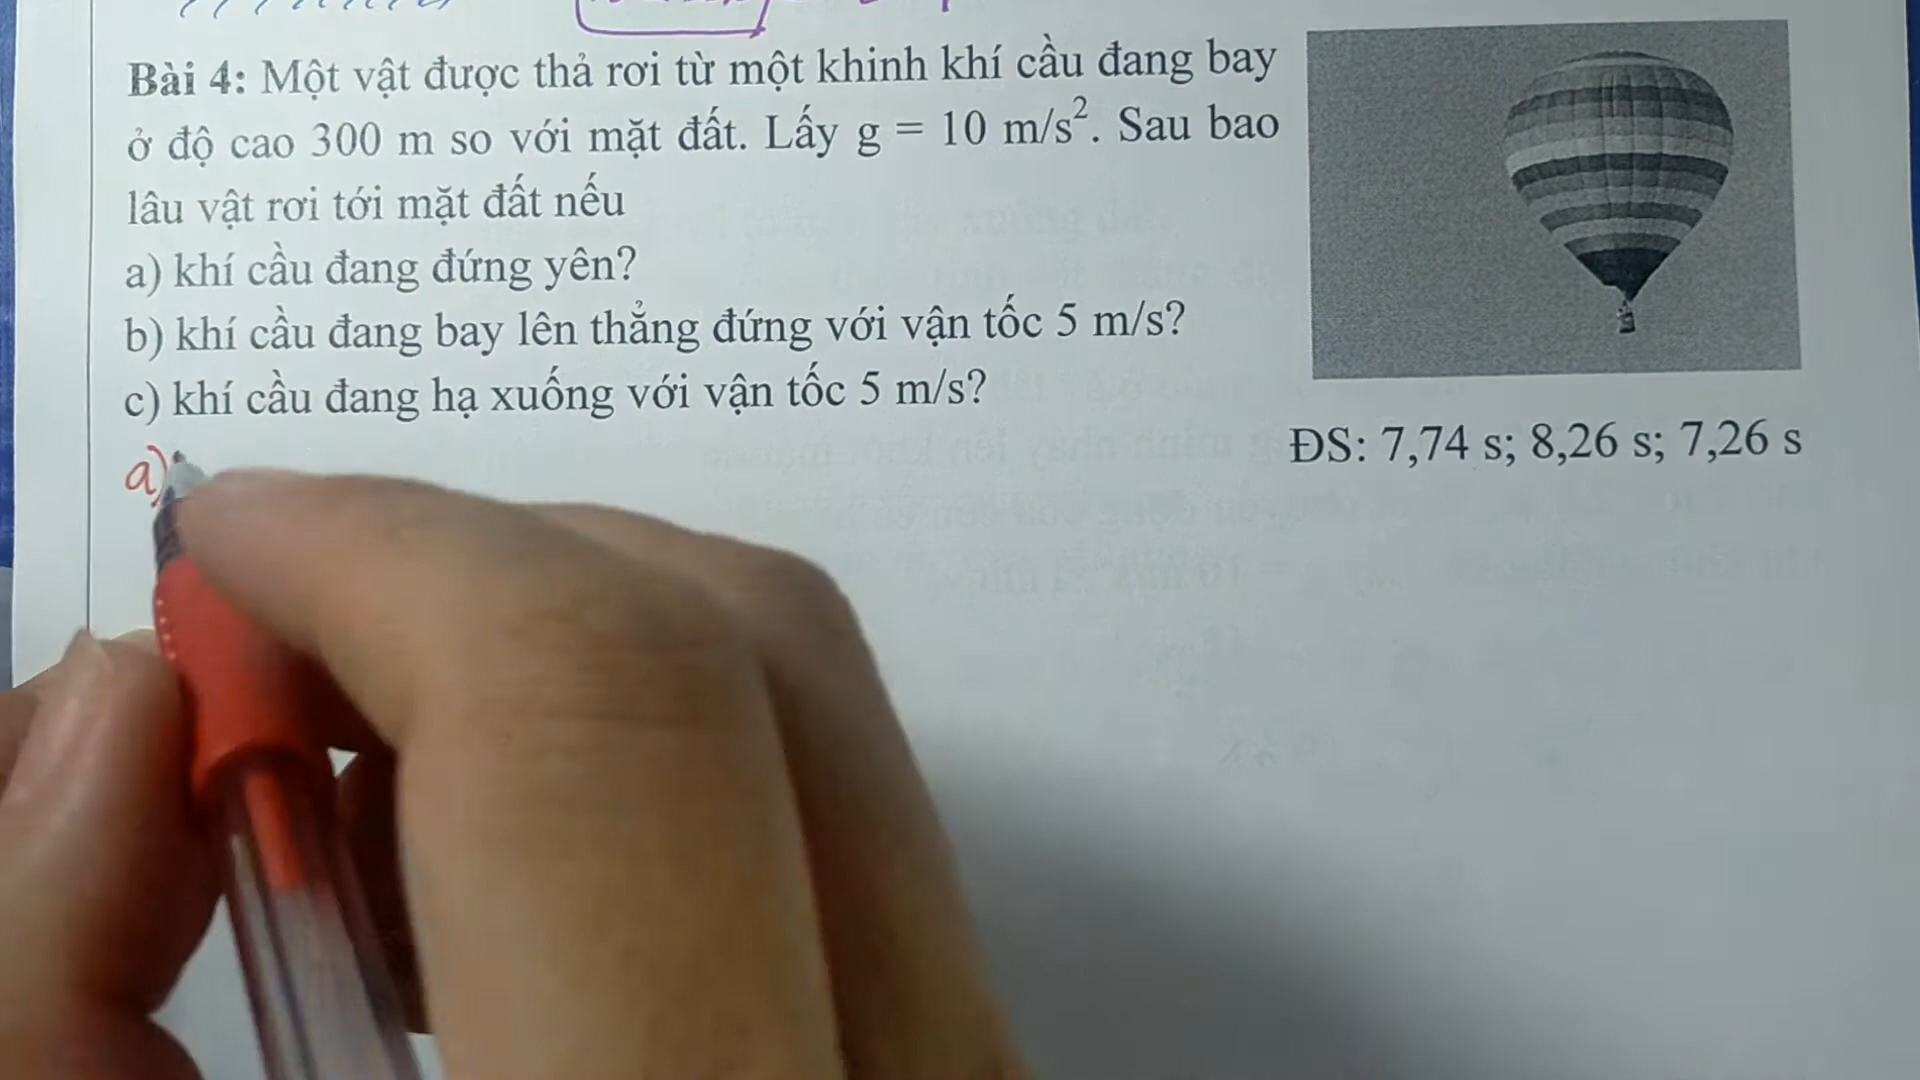 Bài 4: Một vật được thả rơi từ một khinh khí cầu đang bay
ở độ cao 300 m so với mặt đất. Lấy g = 10 m/s². Sau bao
lâu vật rơi tới mặt đất nếu
a) khí cầu đang đứng yên?
b) khí cầu đang bay lên thẳng đứng với vận tốc 5 m/s?
c) khí cầu đang hạ xuống với vận tốc 5 m/s?
ĐS: 7,74 s; 8,26 s; 7,26 s
a)